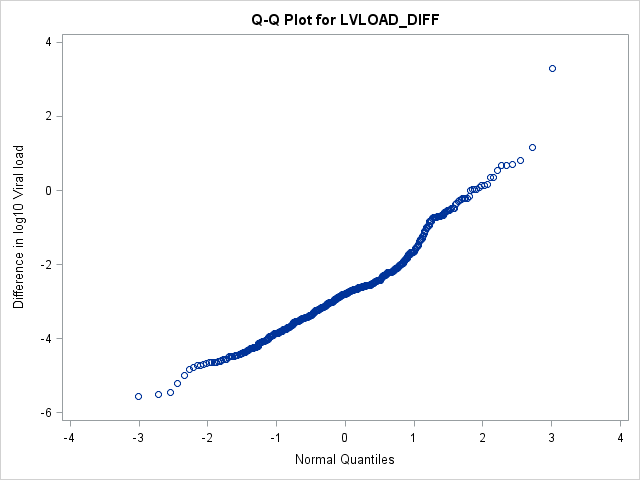 Q-Q Plot for LVLOAD_DIFF
4
2
0
-2
-4
-6
Difference in log10 Viral load
-4 -3 -2 -1 0 1 2 3 4
Normal Quantiles